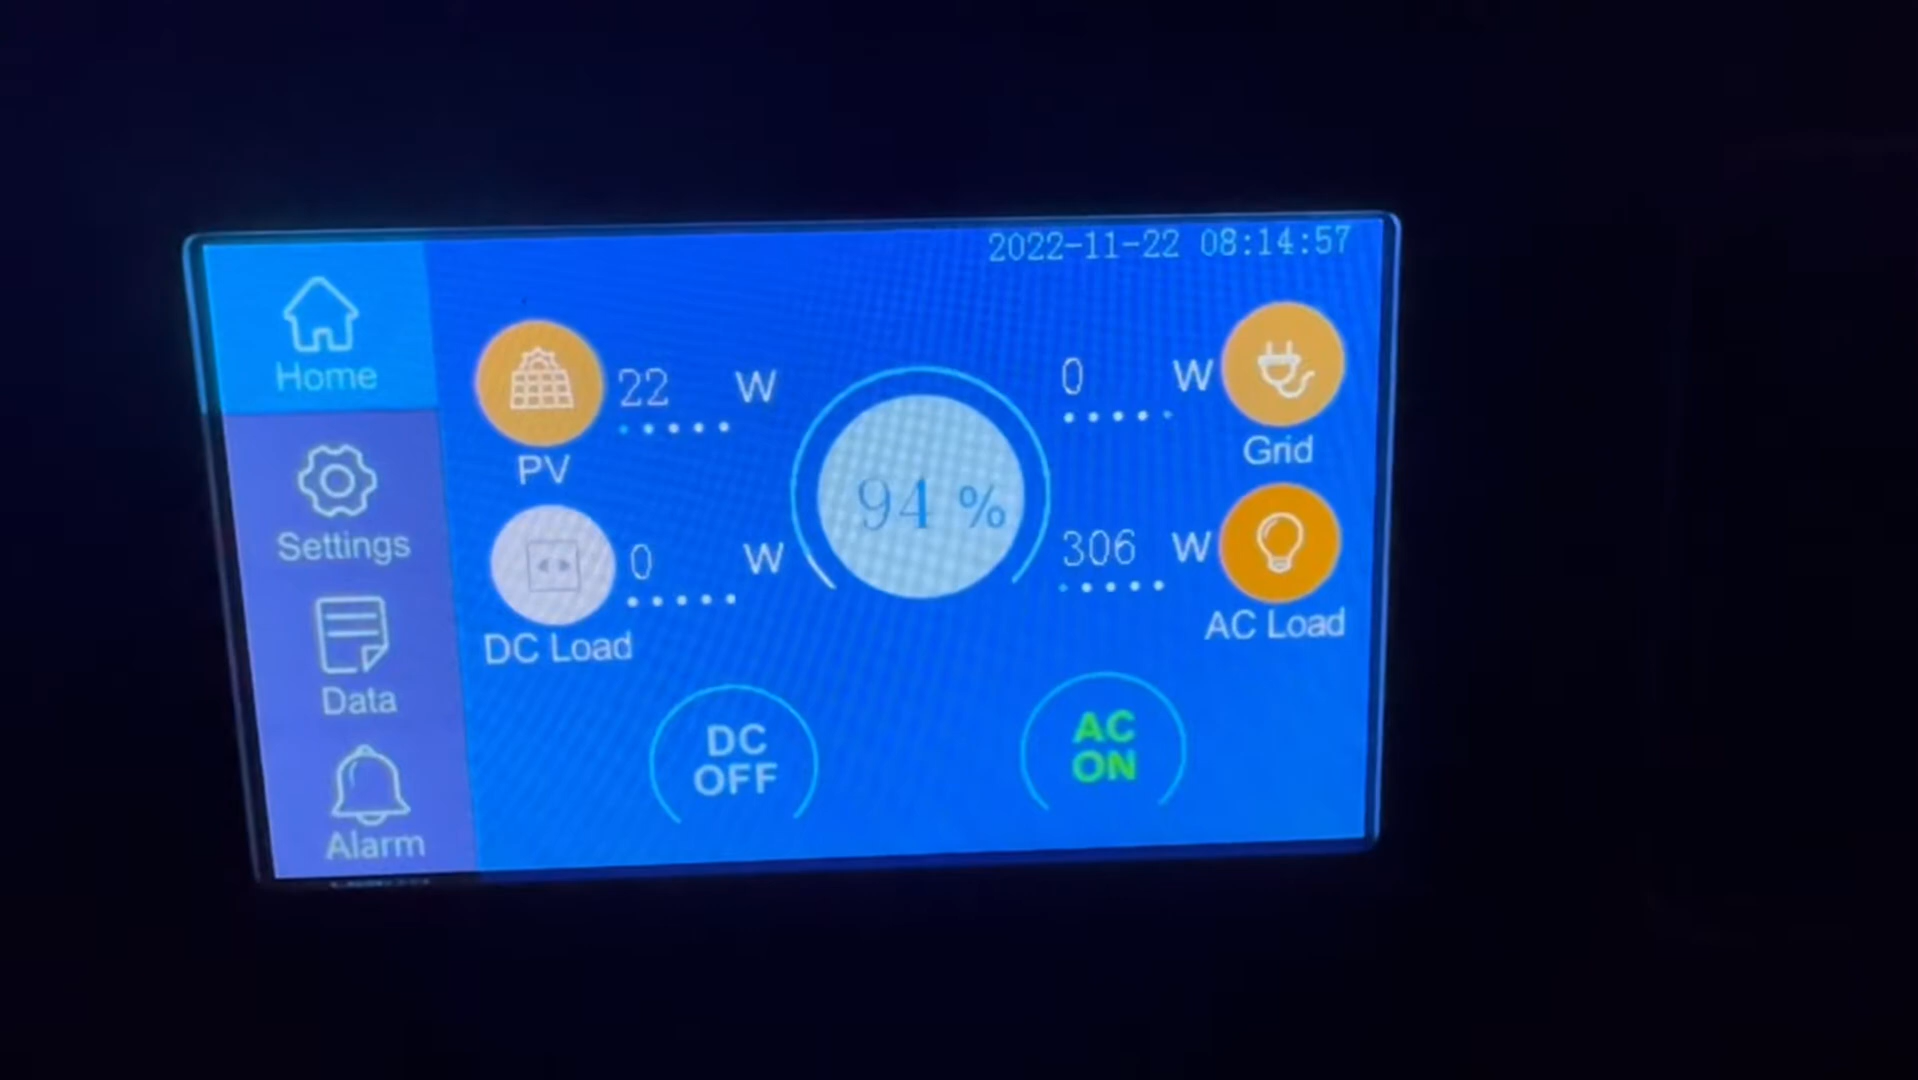 2022-11-22 08:14:57
Home
Settings
Data
Alarm
22 W
PV
0 W
DC Load
94 %
0 W
Grid
306 W
AC Load
DC
OFF
AC
ON